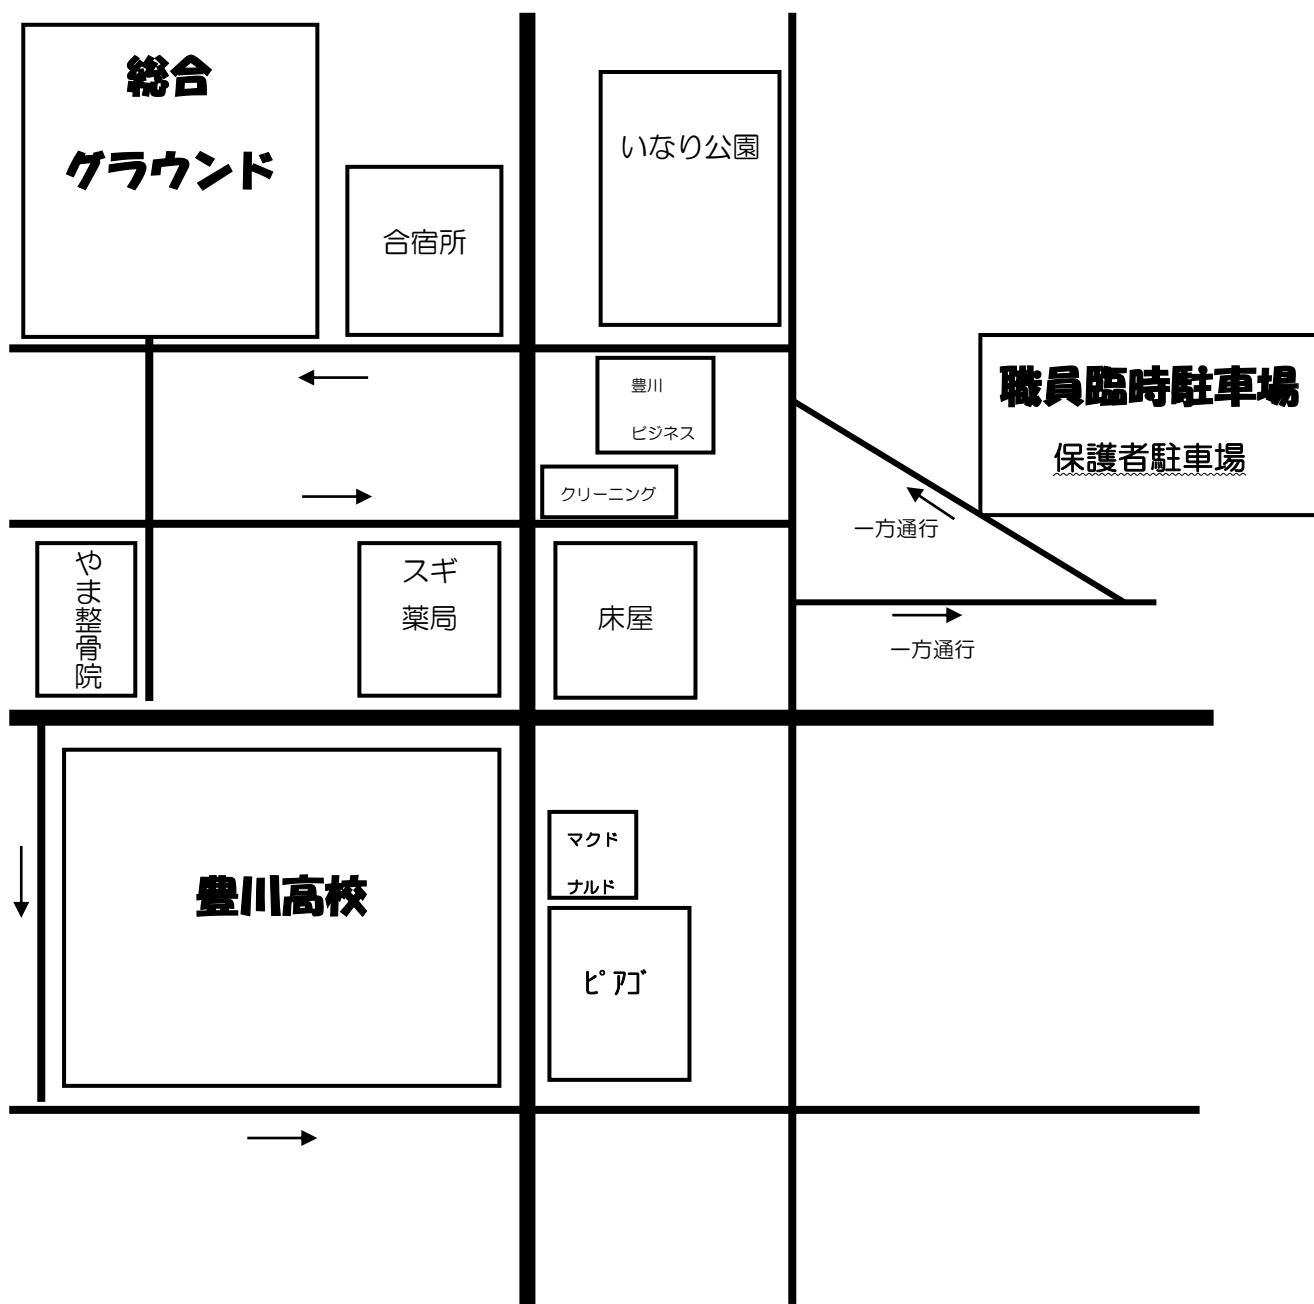 総合
グラウンド
いなり公園
合宿所
職員臨時駐車場
保護者駐車場
豊川
ビジネス
クリーニング
一方通行
やま整骨院
スギ
薬局
床屋
一方通行
マクド
ナルド
豊川高校
ﾋﾟｱｺﾞ